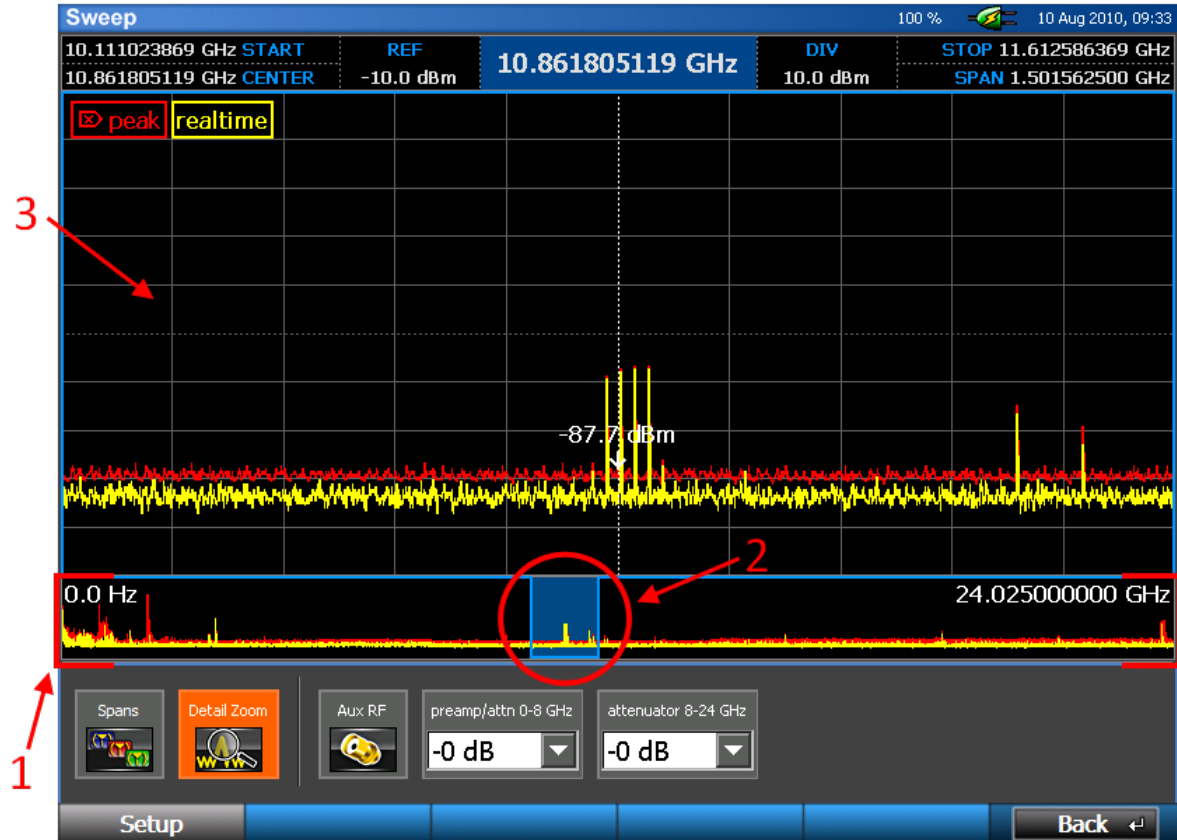 Sweep 100 % 10 Aug 2010, 09:33
10.111023869 GHz START REF 10.861805119 GHz DIV STOP 11.612586369 GHz
10.861805119 GHz CENTER -10.0 dBm 10.0 dBm SPAN 1.501562500 GHz
peak realtime
3
-87.7 dBm
2
0.0 Hz 24.025000000 GHz
Spans Detail Zoom Aux RF preamp/attn 0-8 GHz attenuator 8-24 GHz
-0 dB -0 dB
1
Setup Back ↵